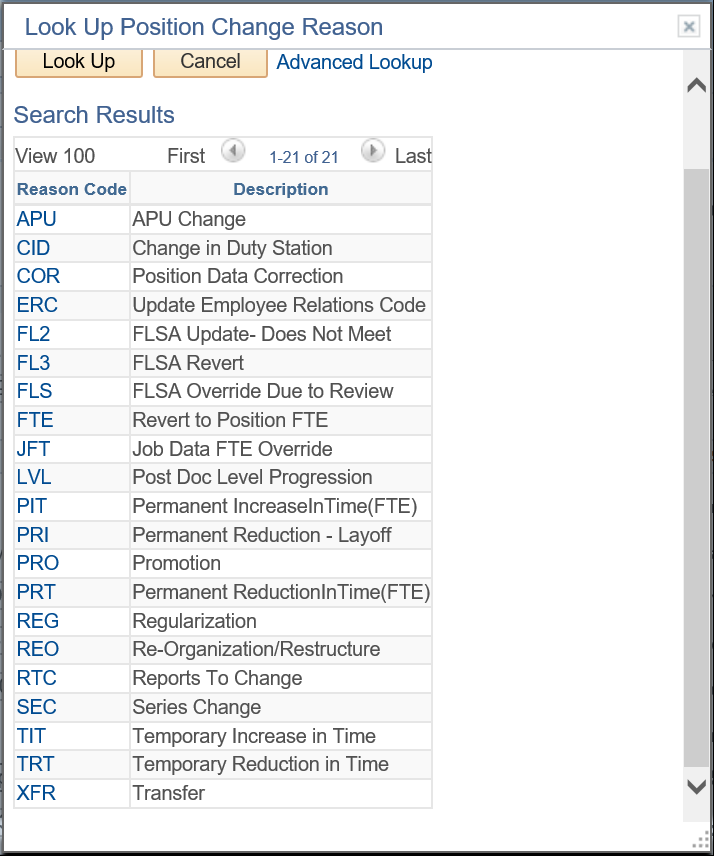 Look Up Position Change Reason
Look Up Cancel Advanced Lookup
Search Results
View 100 First 1-21 of 21 Last
Reason Code Description
APU APU Change
CID Change in Duty Station
COR Position Data Correction
ERC Update Employee Relations Code
FL2 FLSA Update- Does Not Meet
FL3 FLSA Revert
FLS FLSA Override Due to Review
FTE Revert to Position FTE
JFT Job Data FTE Override
LVL Post Doc Level Progression
PIT Permanent IncreaseInTime(FTE)
PRI Permanent Reduction - Layoff
PRO Promotion
PRT Permanent ReductionInTime(FTE)
REG Regularization
REO Re-Organization/Restructure
RTC Reports To Change
SEC Series Change
TIT Temporary Increase in Time
TRT Temporary Reduction in Time
XFR Transfer